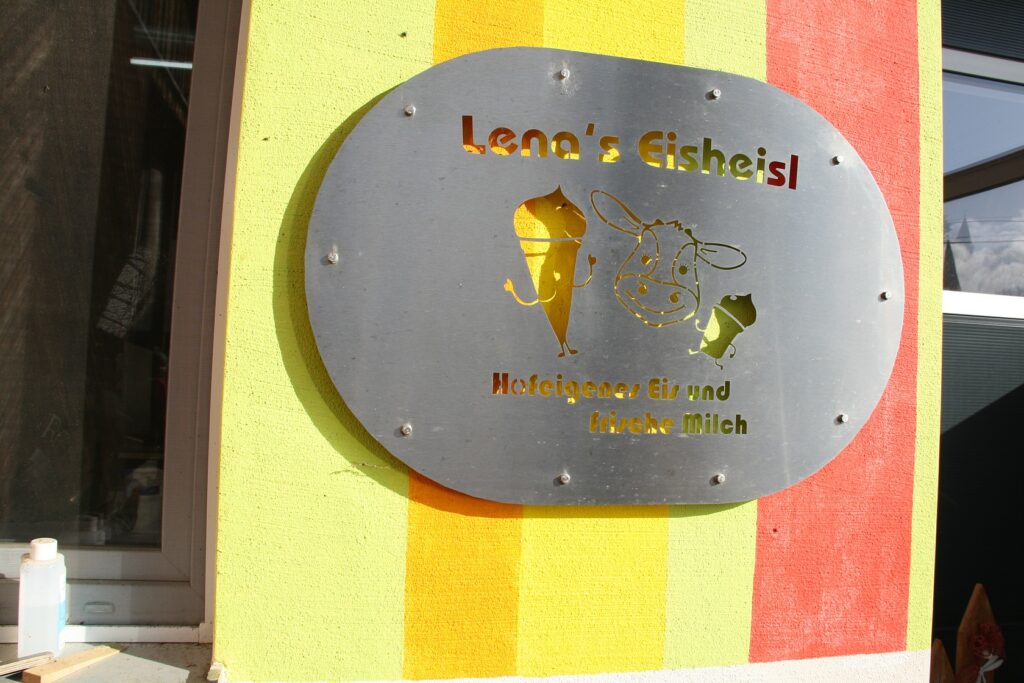 Lena's Eisheisl
Hofeigenes Eis und
frische Milch